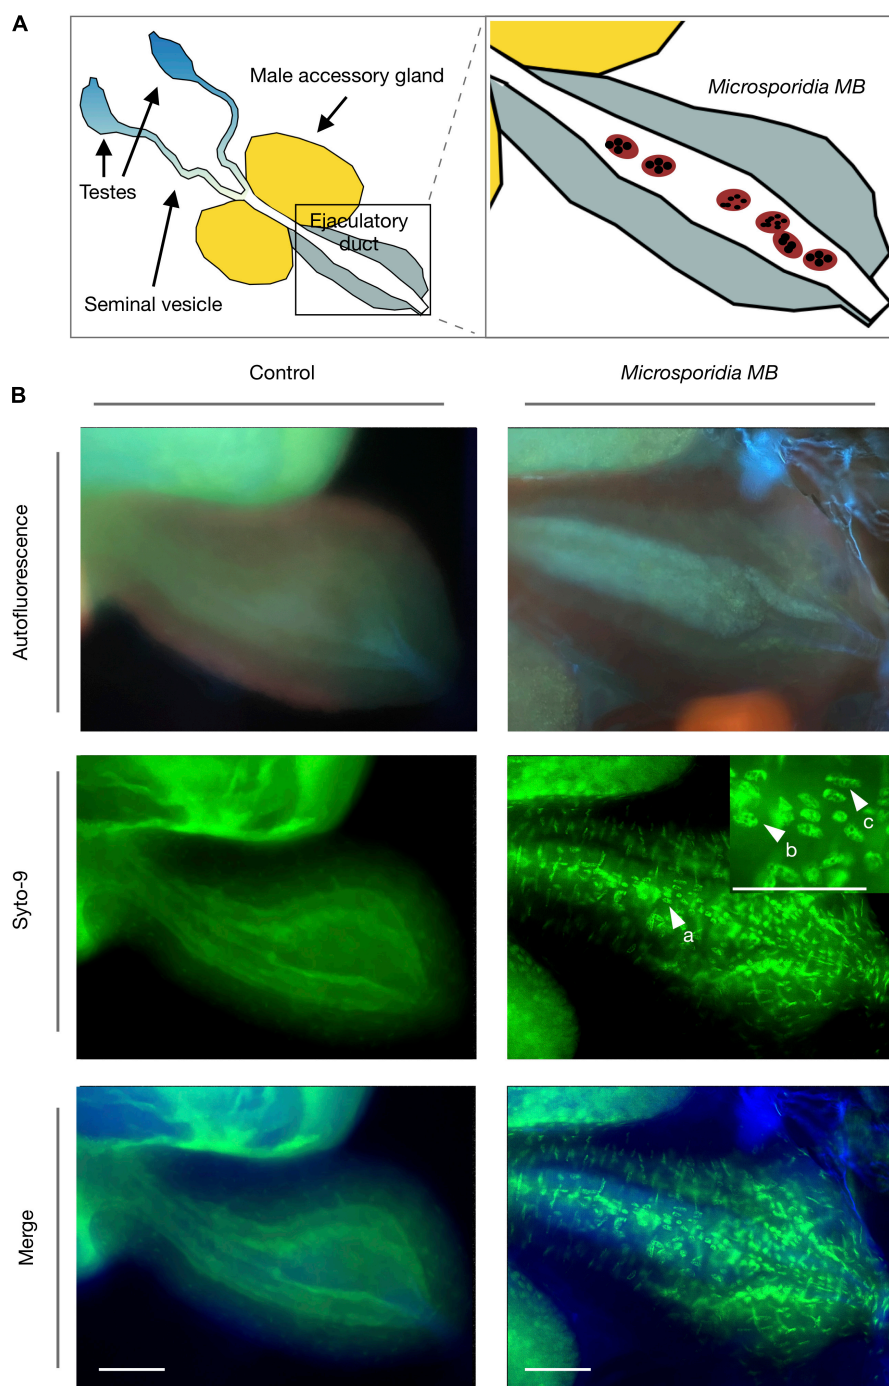 A
Male accessory gland
Testes
Ejaculatory
duct
Seminal vesicle
Microsporidia MB
B
Control
Microsporidia MB
Autofluorescence
Syto-9
a
b
c
Merge